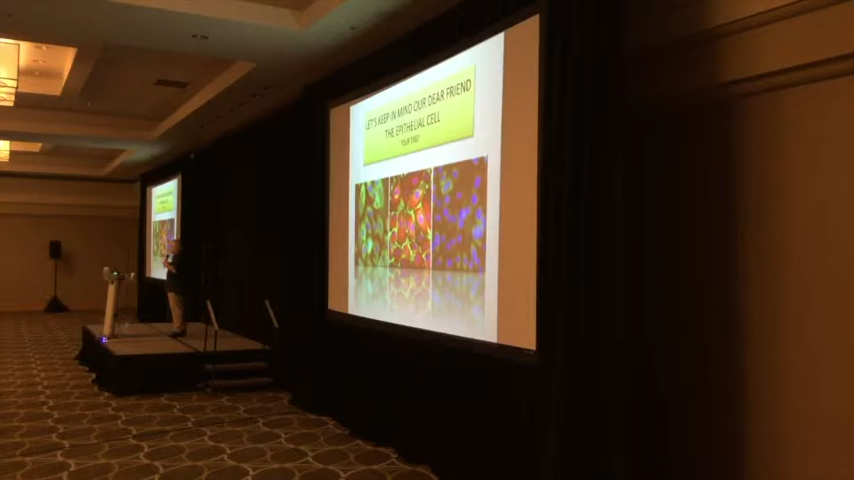 LET'S KEEP IN MIND OUR DEAR FRIEND
THE EPITHELIAL CELL